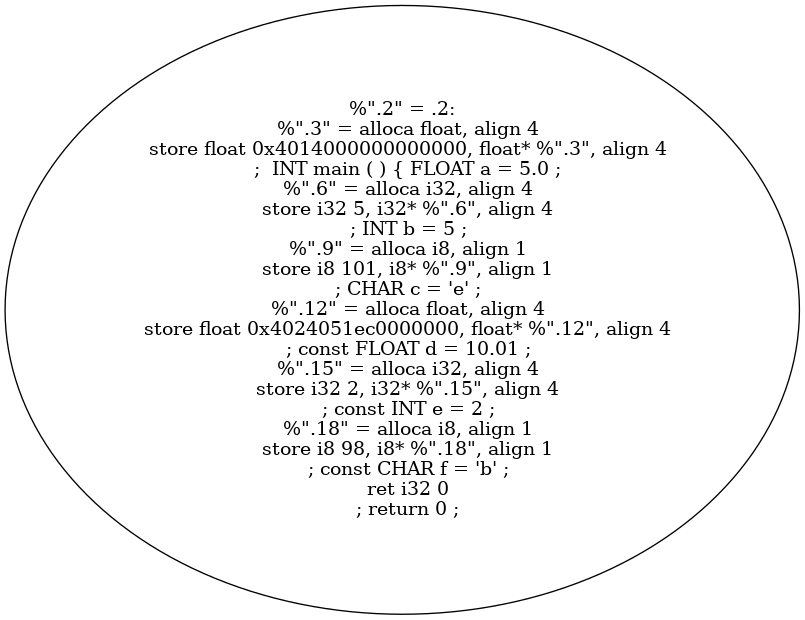 %".2" = .2:
%".3" = alloca float, align 4
store float 0x4014000000000000, float* %".3", align 4
;  INT main ( ) { FLOAT a = 5.0 ;
%".6" = alloca i32, align 4
store i32 5, i32* %".6", align 4
; INT b = 5 ;
%".9" = alloca i8, align 1
store i8 101, i8* %".9", align 1
; CHAR c = 'e' ;
%".12" = alloca float, align 4
store float 0x4024051ec0000000, float* %".12", align 4
; const FLOAT d = 10.01 ;
%".15" = alloca i32, align 4
store i32 2, i32* %".15", align 4
; const INT e = 2 ;
%".18" = alloca i8, align 1
store i8 98, i8* %".18", align 1
; const CHAR f = 'b' ;
ret i32 0
; return 0 ;